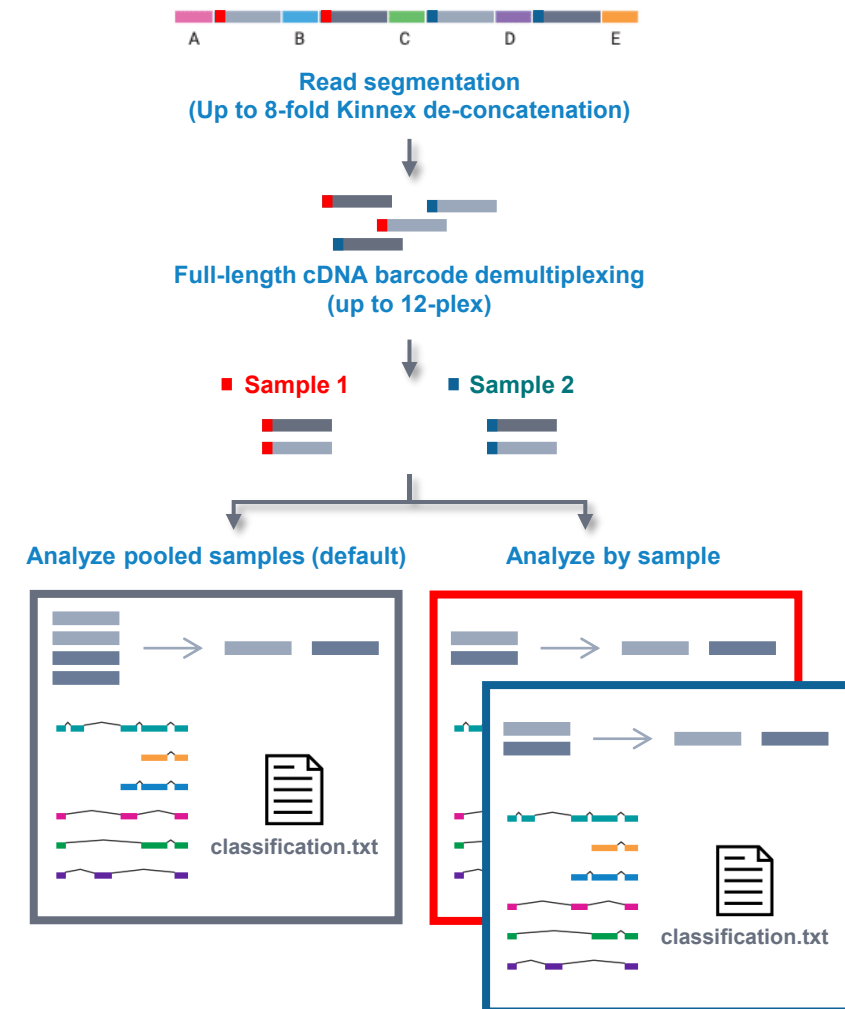 A B C D E
Read segmentation
(Up to 8-fold Kinnex de-concatenation)
Full-length cDNA barcode demultiplexing
(up to 12-plex)
Sample 1 Sample 2
Analyze pooled samples (default) Analyze by sample
classification.txt
classification.txt